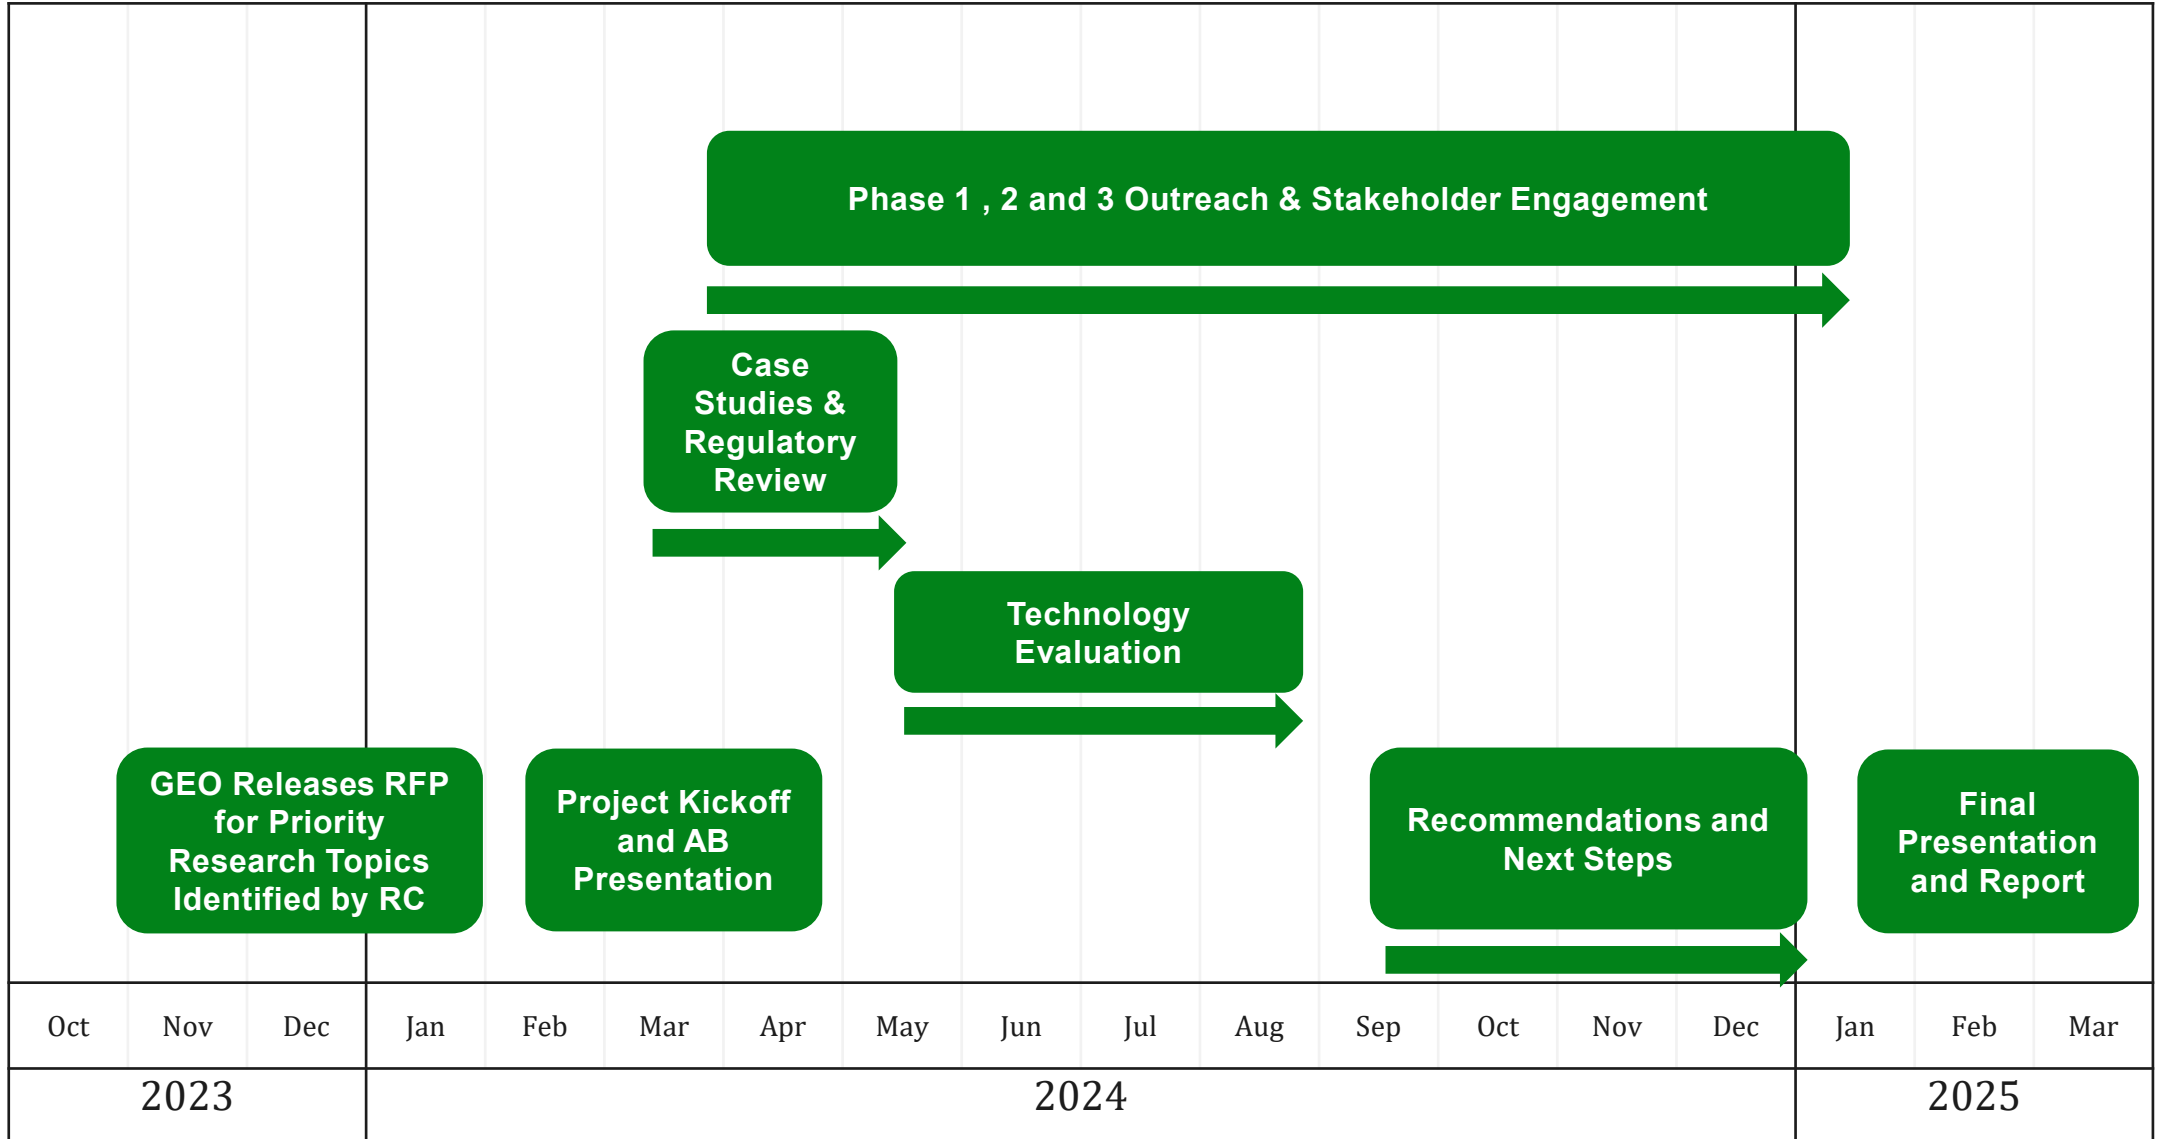 Phase 1 , 2 and 3 Outreach & Stakeholder Engagement
Case
Studies &
Regulatory
Review
Technology
Evaluation
GEO Releases RFP
for Priority
Research Topics
Identified by RC
Project Kickoff
and AB
Presentation
Recommendations and
Next Steps
Final
Presentation
and Report
Oct Nov Dec Jan Feb Mar Apr May Jun Jul Aug Sep Oct Nov Dec Jan Feb Mar
2023 2024 2025